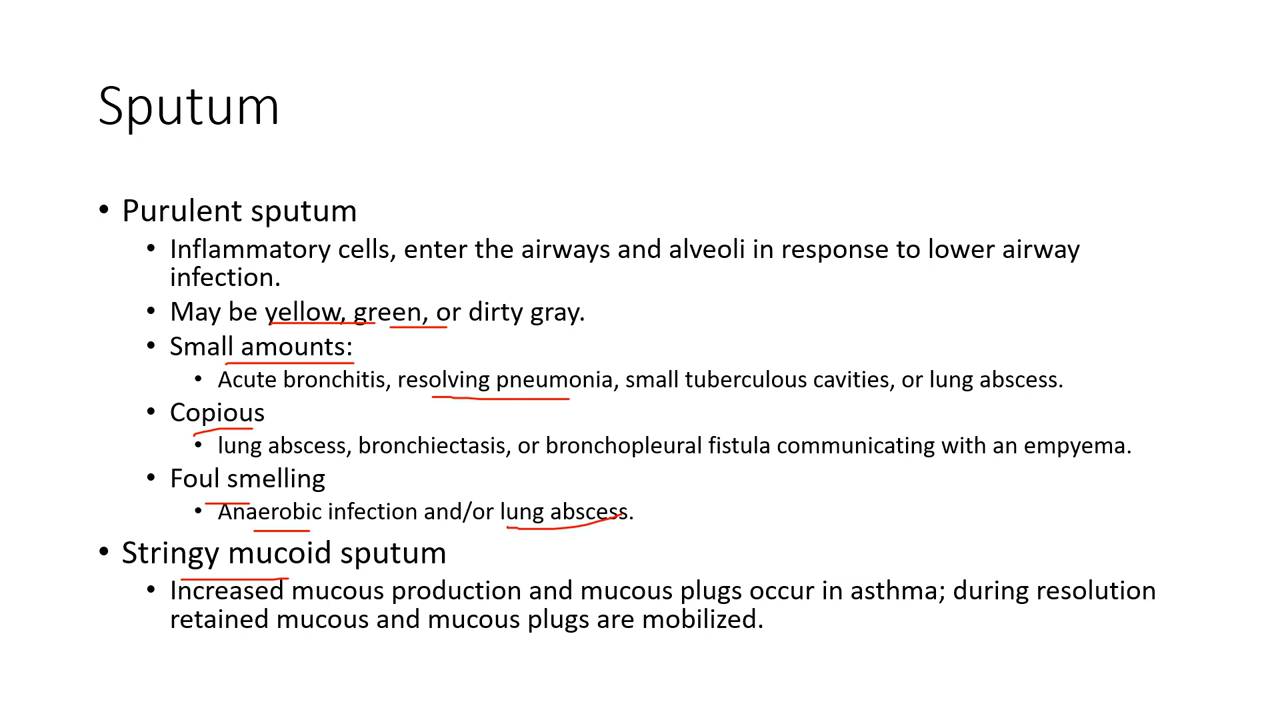 Sputum
• Purulent sputum
• Inflammatory cells, enter the airways and alveoli in response to lower airway
infection.
• May be yellow, green, or dirty gray.
• Small amounts:
• Acute bronchitis, resolving pneumonia, small tuberculous cavities, or lung abscess.
• Copious
• lung abscess, bronchiectasis, or bronchopleural fistula communicating with an empyema.
• Foul smelling
• Anaerobic infection and/or lung abscess.
• Stringy mucoid sputum
• Increased mucous production and mucous plugs occur in asthma; during resolution
retained mucous and mucous plugs are mobilized.